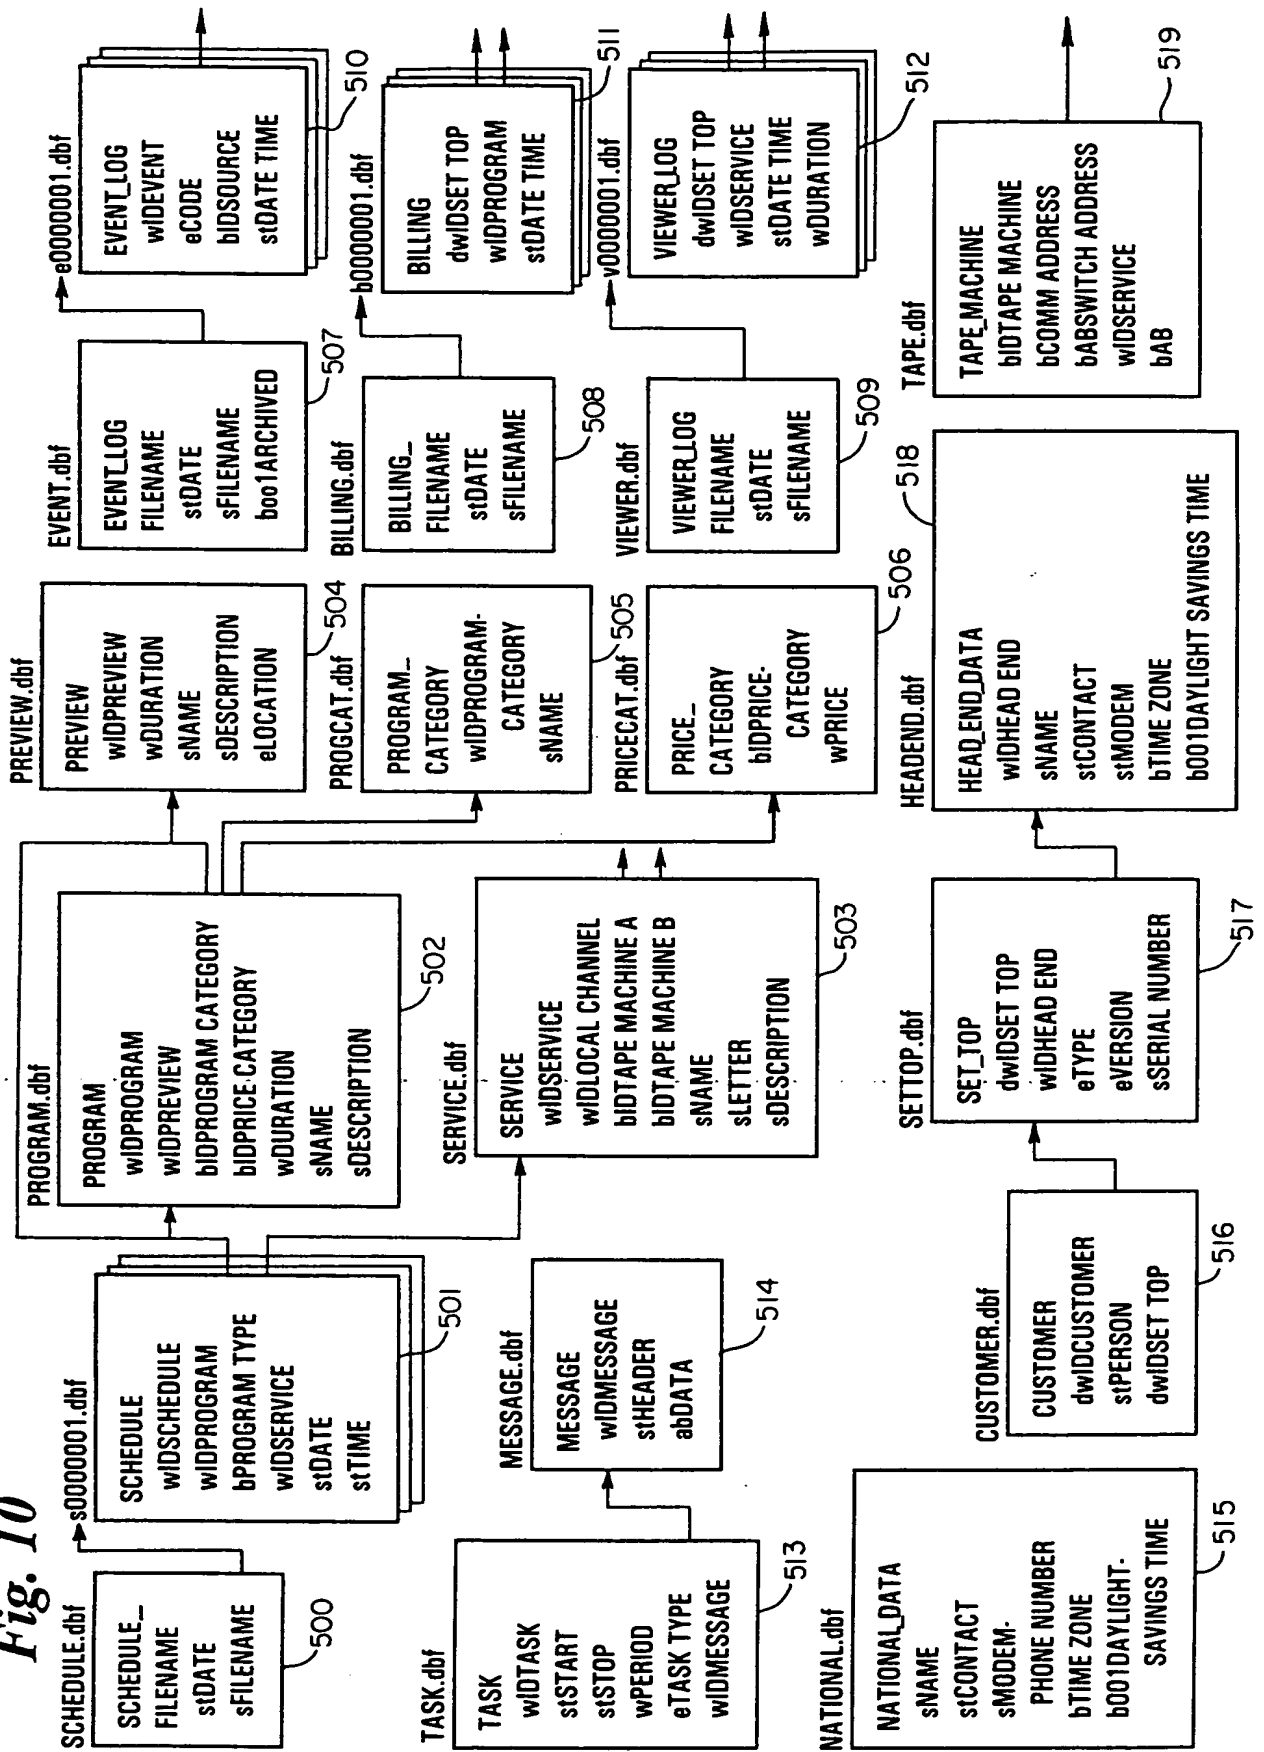 Fig. 10
SCHEDULE.dbf
SCHEDULE_
FILENAME
stDATE
sFILENAME
500
s0000001.dbf
SCHEDULE
wIDSCHEDULE
wIDPROGRAM
bPROGRAM TYPE
wIDSERVICE
stDATE
stTIME
501
PROGRAM.dbf
PROGRAM
wIDPROGRAM
wIDPREVIEW
bIDPROGRAM CATEGORY
bIDPRICE CATEGORY
wDURATION
sNAME
sDESCRIPTION
502
PREVIEW.dbf
PREVIEW
wIDPREVIEW
wDURATION
sNAME
sDESCRIPTION
eLOCATION
504
EVENT.dbf
EVENT_LOG
FILENAME
stDATE
sFILENAME
boo1ARCHIVED
507
e0000001.dbf
EVENT_LOG
wIDEVENT
eCODE
bIDSOURCE
stDATE TIME
510
PROGCAT.dbf
PROGRAM_
CATEGORY
wIDPROGRAM-
CATEGORY
sNAME
505
BILLING.dbf
BILLING_
FILENAME
stDATE
sFILENAME
508
b0000001.dbf
BILLING
dwIDSET TOP
wIDPROGRAM
stDATE TIME
511
TASK.dbf
TASK
wIDTASK
stSTART
stSTOP
wPERIOD
eTASK TYPE
wIDMESSAGE
513
MESSAGE.dbf
MESSAGE
wIDMESSAGE
stHEADER
abDATA
514
SERVICE.dbf
SERVICE
wIDSERVICE
wIDLOCAL CHANNEL
bIDTAPE MACHINE A
bIDTAPE MACHINE B
sNAME
sLETTER
sDESCRIPTION
503
PRICECAT.dbf
PRICE_
CATEGORY
bIDPRICE-
CATEGORY
wPRICE
506
VIEWER.dbf
VIEWER_LOG
FILENAME
stDATE
sFILENAME
509
v0000001.dbf
VIEWER_LOG
dwIDSET TOP
wIDSERVICE
stDATE TIME
wDURATION
512
NATIONAL.dbf
NATIONAL_DATA
sNAME
stCONTACT
sMODEM-
PHONE NUMBER
bTIME ZONE
b001DAYLIGHT-
SAVINGS TIME
515
CUSTOMER.dbf
CUSTOMER
dwIDCUSTOMER
stPERSON
dwIDSET TOP
516
SETTOP.dbf
SET_TOP
dwIDSET TOP
wIDHEAD END
eTYPE
eVERSION
sSERIAL NUMBER
517
HEADEND.dbf
HEAD_END_DATA
wIDHEAD END
sNAME
stCONTACT
stMODEM
bTIME ZONE
b001DAYLIGHT SAVINGS TIME
518
TAPE.dbf
TAPE_MACHINE
bIDTAPE MACHINE
bCOMM ADDRESS
bABSWITCH ADDRESS
wIDSERVICE
bAB
519